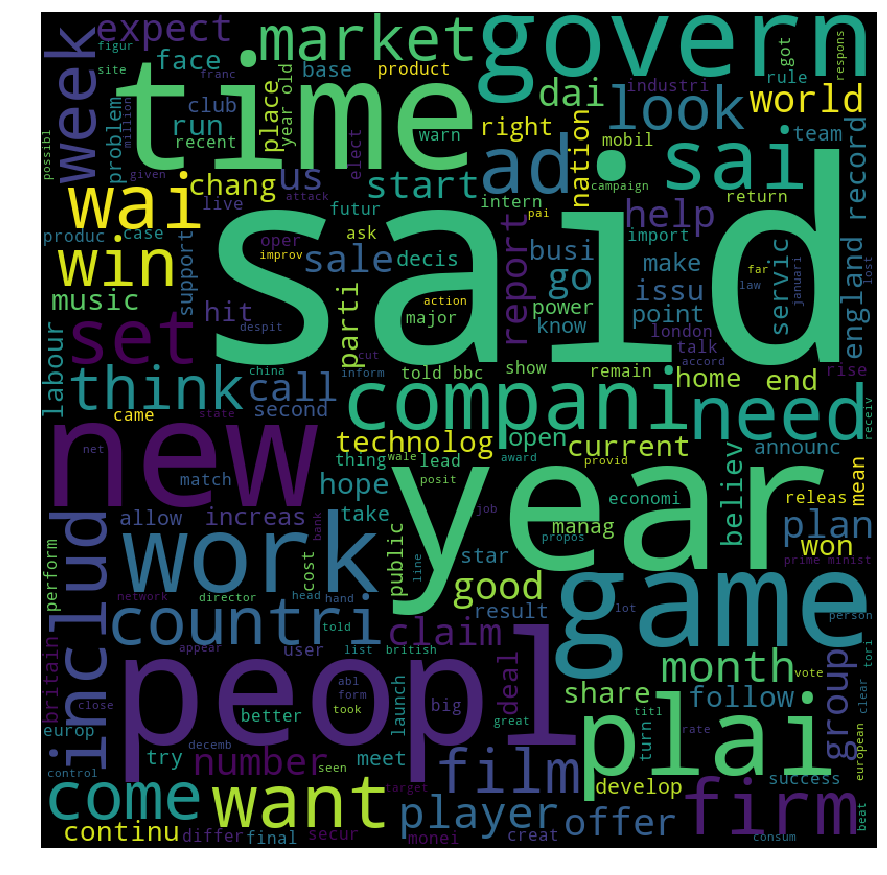 figur
expect
site
franc
week
problem
million
possibl
face
run
recent
club
base
place
year old
market
product
warn
elect
time
govern
right
dai
nation
mobil
industri
rule
got
respons
look
world
team
wai
chang
us
live
attack
start
futur
given
ad
intern
campaign
pai
sai
help
return
record
england
produc
case
support
win
oper
improv
ask
sale
decis
report
busi
go
import
make
issu
servic
far
law
januari
lost
music
hit
despit
said
action
major
parti
power
know
point
london
talk
accord
labour
set
cut
china
inform
told bbc
show
remain
home
end
rise
think
call
came
state
second
compani
need
receiv
new
net
technolog
thing
wale
lead
open
award
current
provid
believ
announc
mean
match
hope
posit
year
job
economi
releas
allow
increas
bank
take
manag
plan
includ
perform
work
cost
public
line
star
propos
won
prime minist
network
director
head
hand
good
game
countri
told
result
lot
person
tori
britain
appear
user
list
british
claim
deal
month
vote
clear
group
close
europ
peopl
abl
form
took
better
launch
big
great
share
follow
titl
plai
turn
rate
european
control
try
decemb
number
seen
meet
film
target
develop
success
come
want
player
offer
firm
beat
continu
differ
final
secur
monei
creat
consum